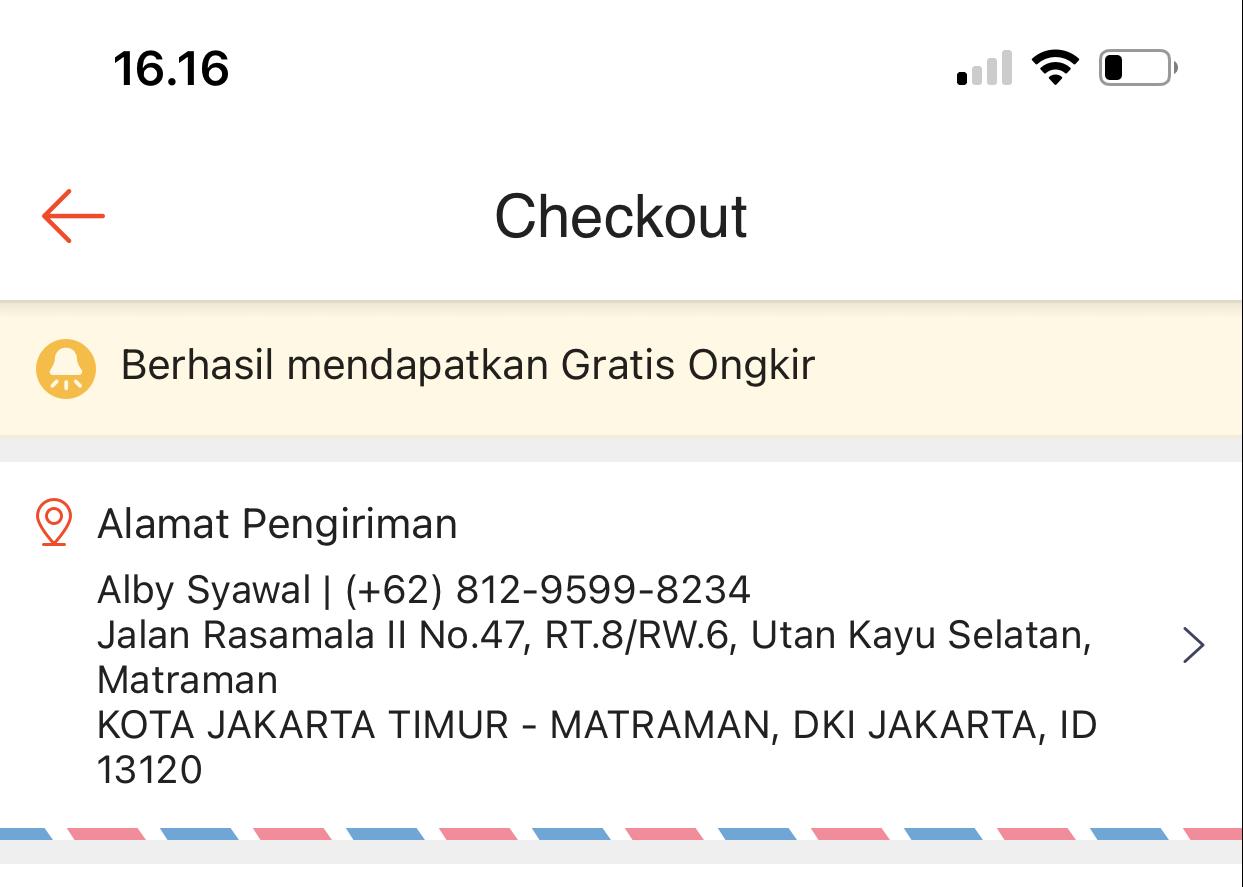 16.16
Checkout
Berhasil mendapatkan Gratis Ongkir
Alamat Pengiriman
Alby Syawal | (+62) 812-9599-8234
Jalan Rasamala II No.47, RT.8/RW.6, Utan Kayu Selatan,
Matraman
KOTA JAKARTA TIMUR - MATRAMAN, DKI JAKARTA, ID
13120